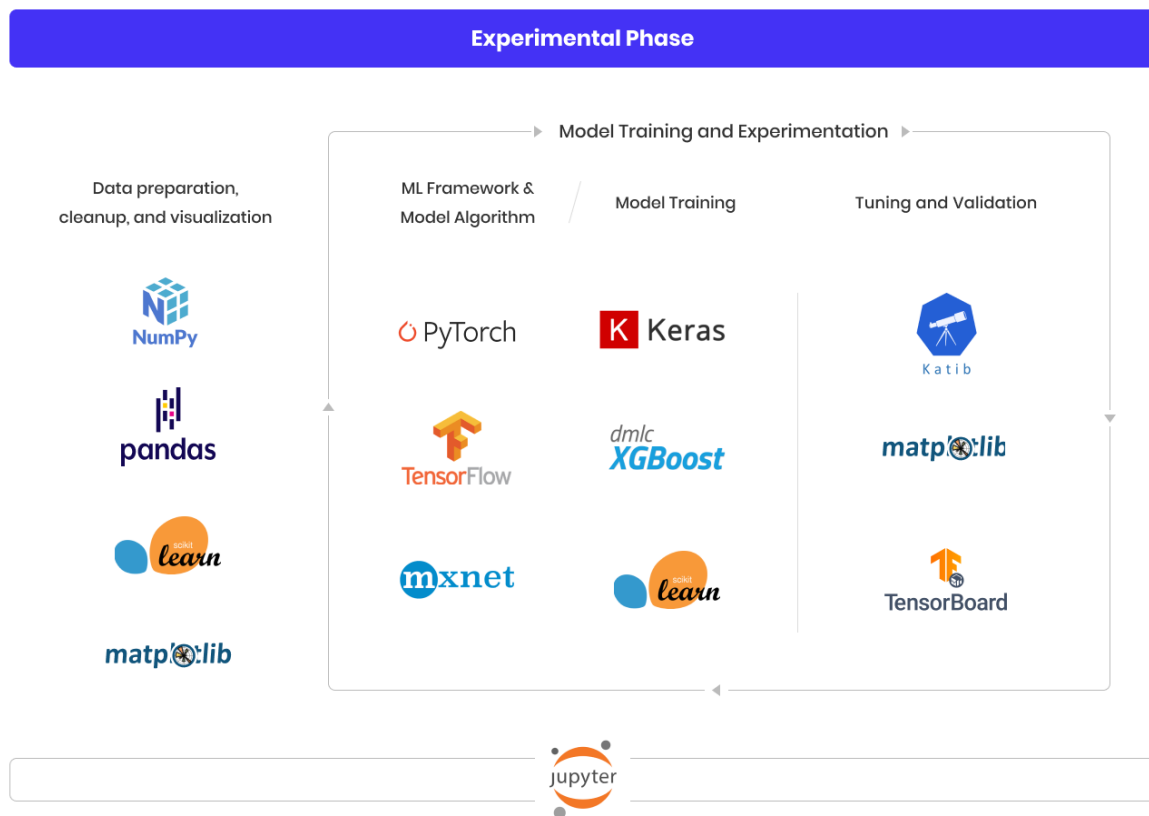 Experimental Phase
Model Training and Experimentation
Data preparation,
cleanup, and visualization
NumPy
pandas
scikit
learn
matplotlib
ML Framework &
Model Algorithm
PyTorch
TensorFlow
mxnet
Model Training
K Keras
dmlc
XGBoost
scikit
learn
Tuning and Validation
Katib
matplotlib
TensorBoard
jupyter